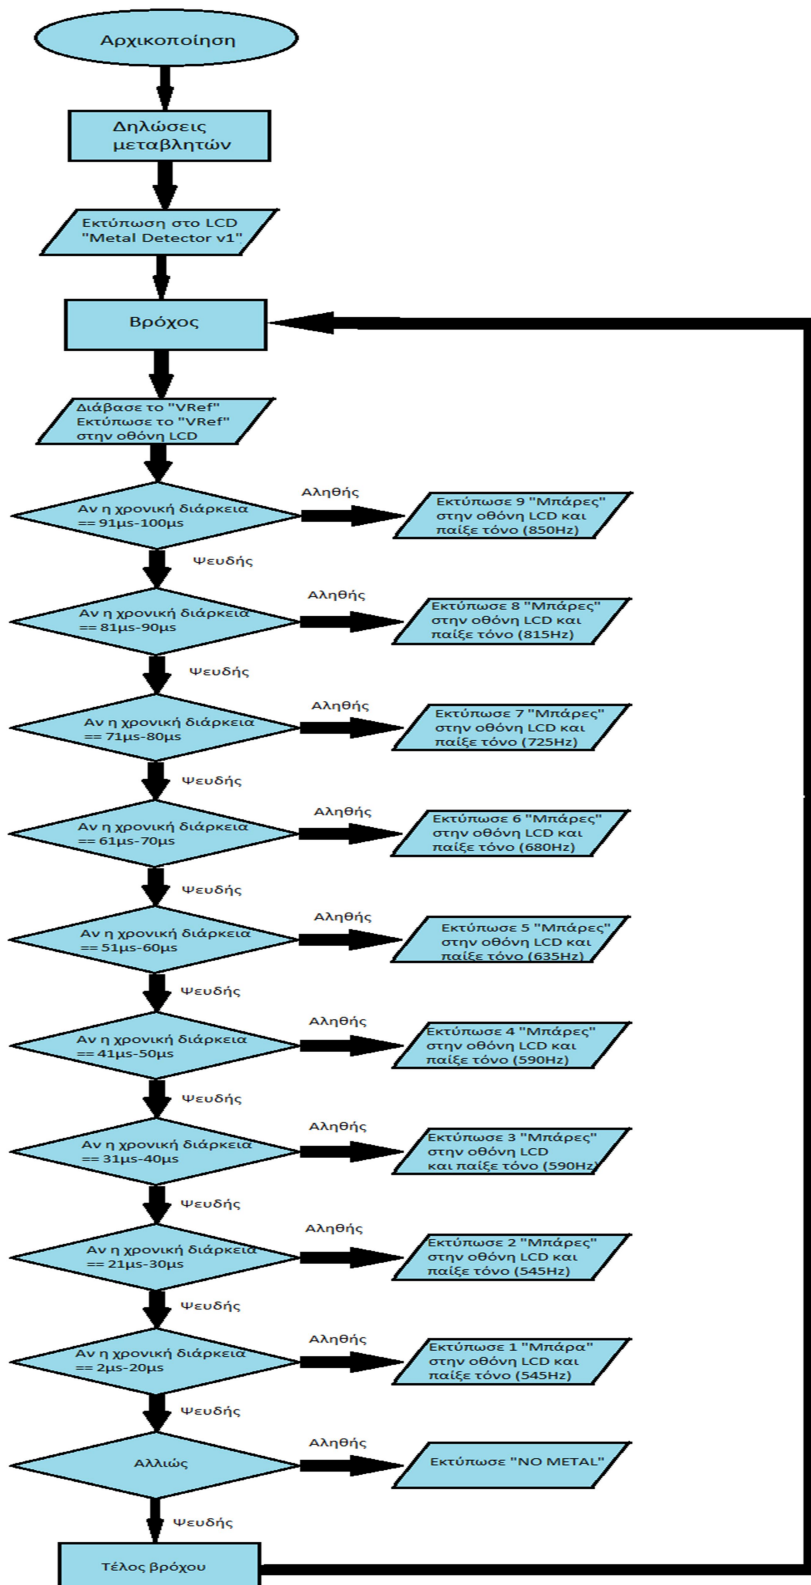 Αρχικοποίηση
Δηλώσεις
μεταβλητών
Εκτύπωση στο LCD
"Metal Detector v1"
Βρόχος
Διάβασε το "VRef"
Εκτύπωσε το "VRef"
στην οθόνη LCD
Αν η χρονική διάρκεια
== 91μs-100μs
Αληθής
Εκτύπωσε 9 "Μπάρες"
στην οθόνη LCD και
παίξε τόνο (850Hz)
Ψευδής
Αν η χρονική διάρκεια
== 81μs-90μs
Αληθής
Εκτύπωσε 8 "Μπάρες"
στην οθόνη LCD και
παίξε τόνο (815Hz)
Ψευδής
Αν η χρονική διάρκεια
== 71μs-80μs
Αληθής
Εκτύπωσε 7 "Μπάρες"
στην οθόνη LCD και
παίξε τόνο (725Hz)
Ψευδής
Αν η χρονική διάρκεια
== 61μs-70μs
Αληθής
Εκτύπωσε 6 "Μπάρες"
στην οθόνη LCD και
παίξε τόνο (680Hz)
Ψευδής
Αν η χρονική διάρκεια
== 51μs-60μs
Αληθής
Εκτύπωσε 5 "Μπάρες"
στην οθόνη LCD και
παίξε τόνο (635Hz)
Ψευδής
Αν η χρονική διάρκεια
== 41μs-50μs
Αληθής
Εκτύπωσε 4 "Μπάρες"
στην οθόνη LCD και
παίξε τόνο (590Hz)
Ψευδής
Αν η χρονική διάρκεια
== 31μs-40μs
Αληθής
Εκτύπωσε 3 "Μπάρες"
στην οθόνη LCD
και παίξε τόνο (590Hz)
Ψευδής
Αν η χρονική διάρκεια
== 21μs-30μs
Αληθής
Εκτύπωσε 2 "Μπάρες"
στην οθόνη LCD και
παίξε τόνο (545Hz)
Ψευδής
Αν η χρονική διάρκεια
== 2μs-20μs
Αληθής
Εκτύπωσε 1 "Μπάρα"
στην οθόνη LCD και
παίξε τόνο (545Hz)
Ψευδής
Αλλιώς
Αληθής
Εκτύπωσε "NO METAL"
Ψευδής
Τέλος βρόχου